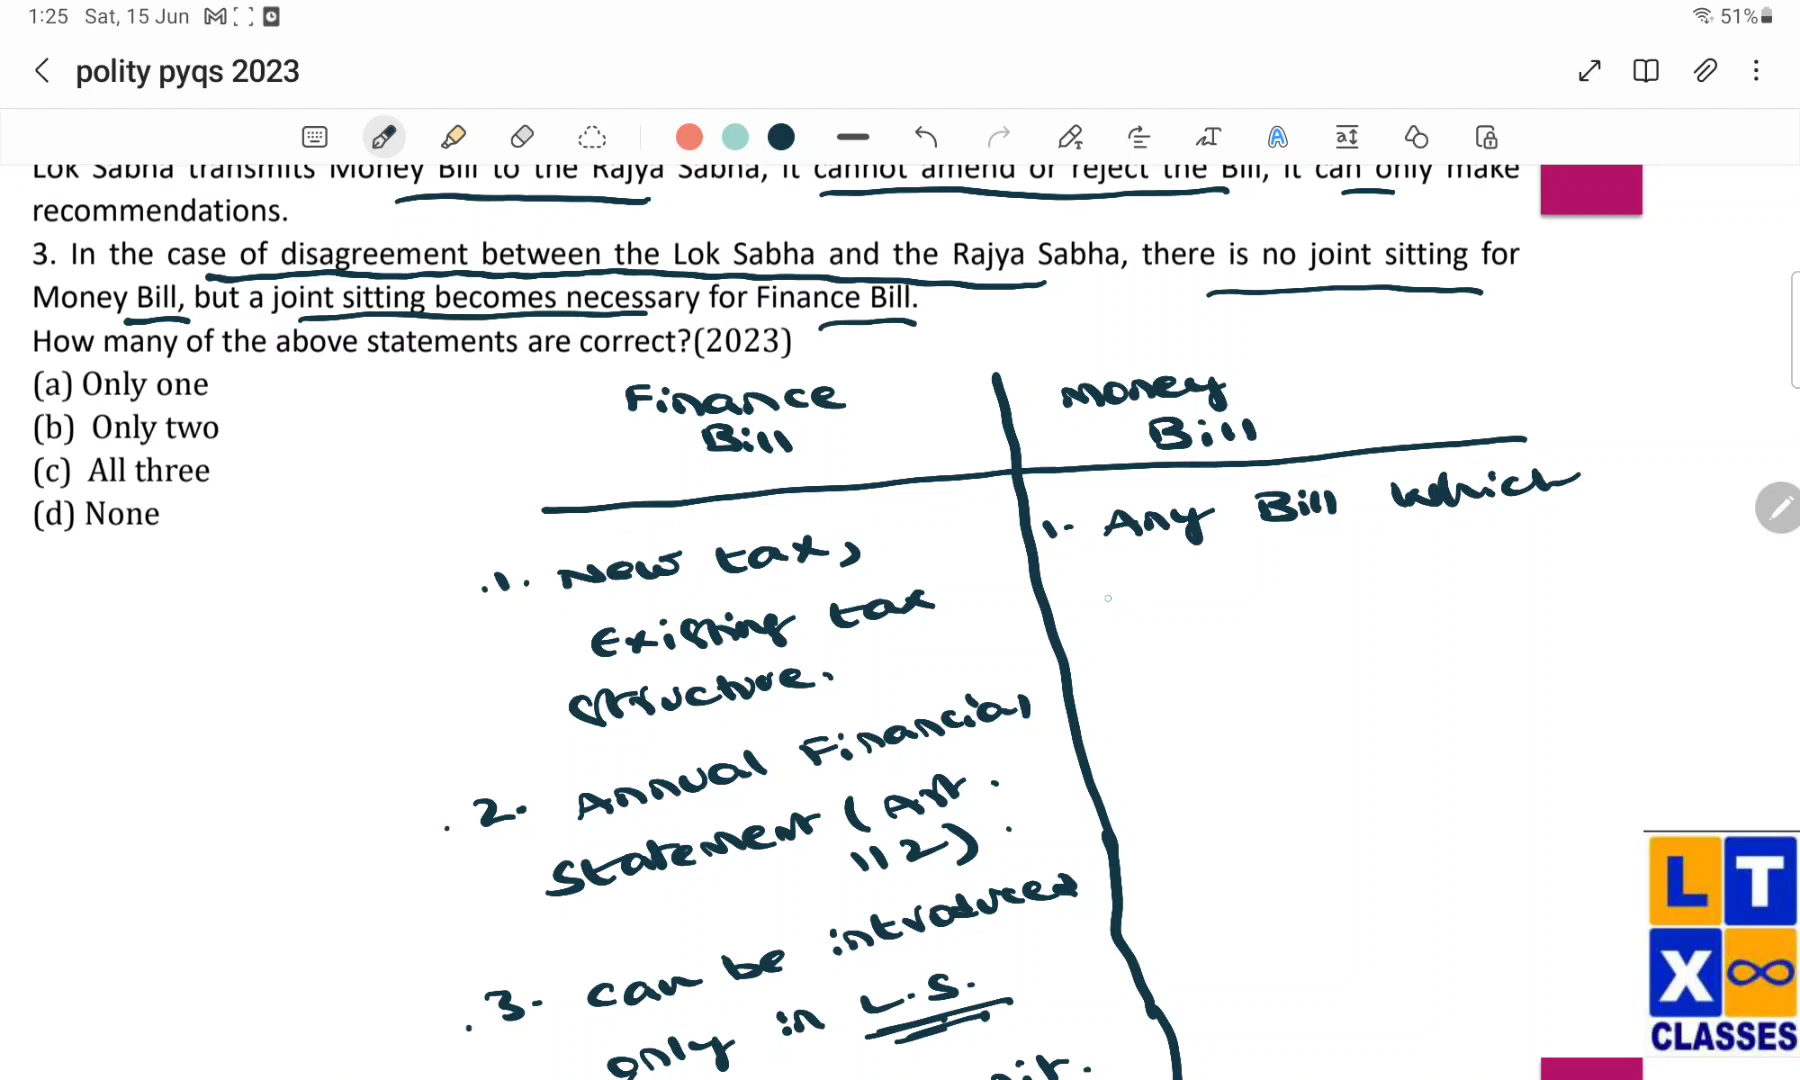 1:25 Sat, 15 Jun
51%
polity pyqs 2023
Lok Sabha transmits Money Bill to the Rajya Sabha, it cannot amend or reject the Bill, it can only make
recommendations.
3. In the case of disagreement between the Lok Sabha and the Rajya Sabha, there is no joint sitting for
Money Bill, but a joint sitting becomes necessary for Finance Bill.
How many of the above statements are correct?(2023)
(a) Only one
(b) Only two
(c) All three
(d) None
Finance
Bill
1. New tax,
Existing tax
structure.
2. Annual Financial
Statement (Art.
112)
3. can be introduced
only in L.S.
Money
Bill
1. Any Bill which
LT
X∞
CLASSES